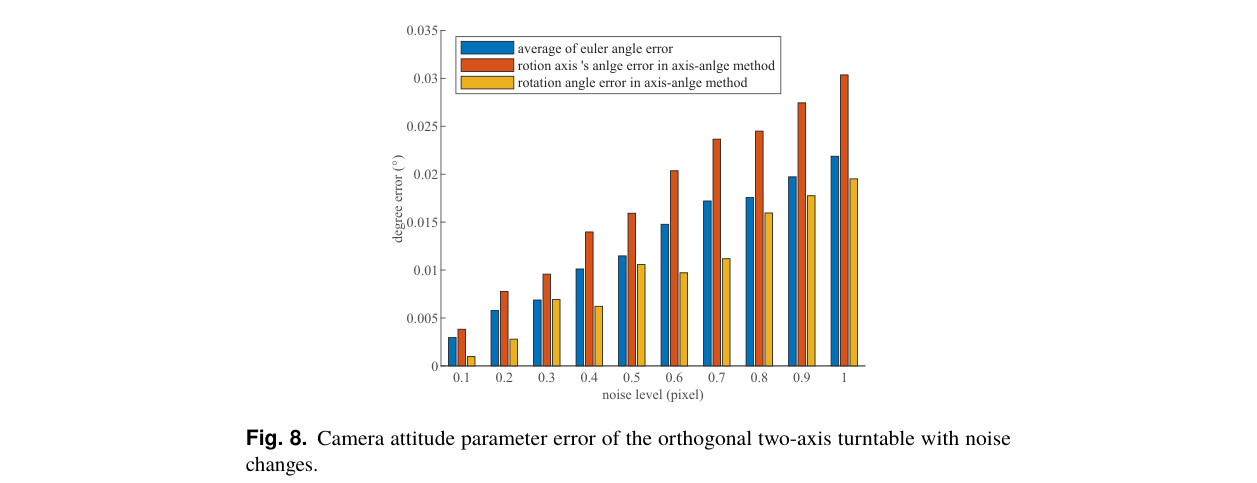 0.035
0.03
0.025
0.02
0.015
0.01
0.005
0
degree error (°)
average of euler angle error
rotion axis 's anlge error in axis-anlge method
rotation angle error in axis-anlge method
0.1 0.2 0.3 0.4 0.5 0.6 0.7 0.8 0.9 1
noise level (pixel)
Fig. 8. Camera attitude parameter error of the orthogonal two-axis turntable with noise
changes.